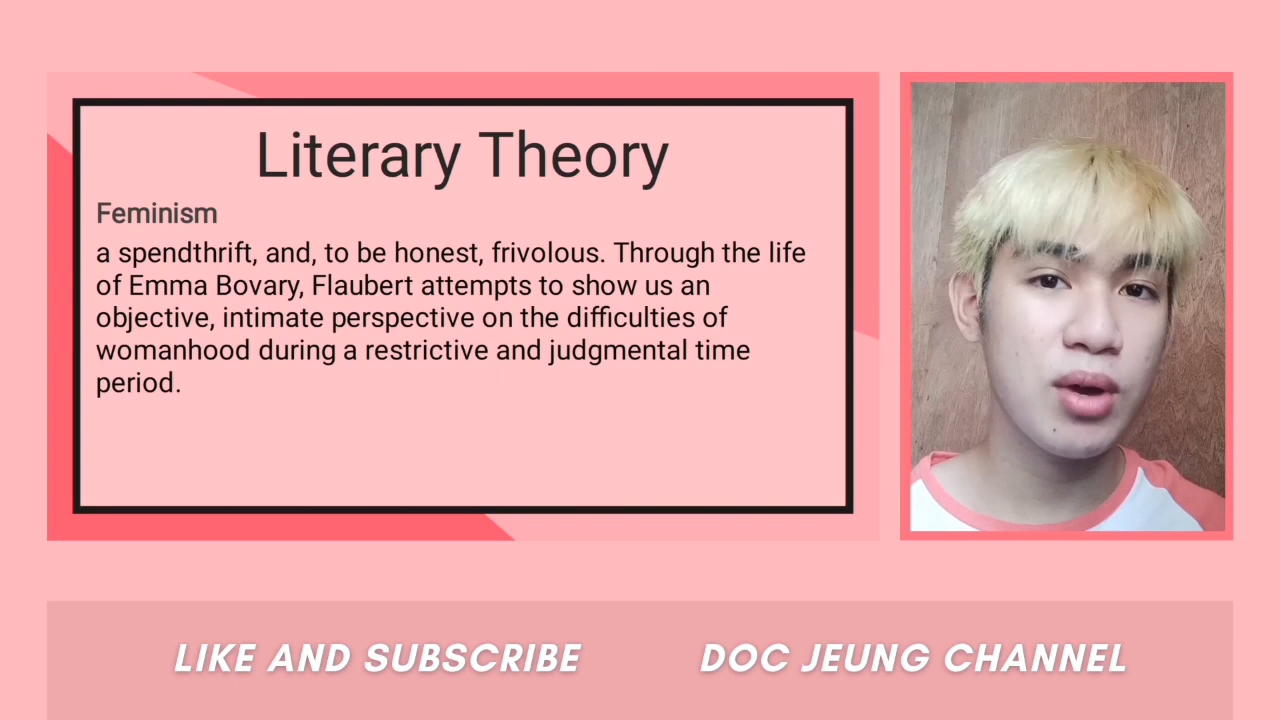 Literary Theory
Feminism
a spendthrift, and, to be honest, frivolous. Through the life
of Emma Bovary, Flaubert attempts to show us an
objective, intimate perspective on the difficulties of
womanhood during a restrictive and judgmental time
period.
LIKE AND SUBSCRIBE
DOC JEUNG CHANNEL